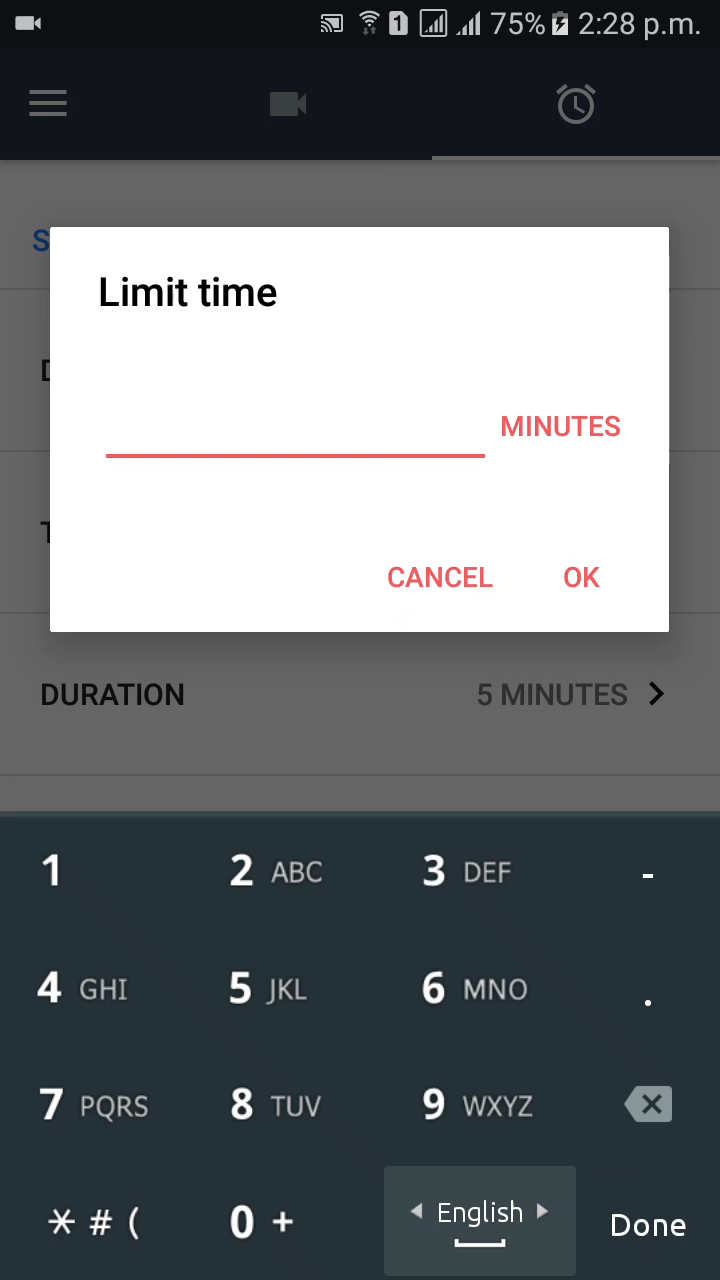 75% 2:28 p.m.
S
Limit time
MINUTES
CANCEL OK
DURATION 5 MINUTES
1 2 ABC 3 DEF -
4 GHI 5 JKL 6 MNO .
7 PQRS 8 TUV 9 WXYZ
* # ( 0 + English Done